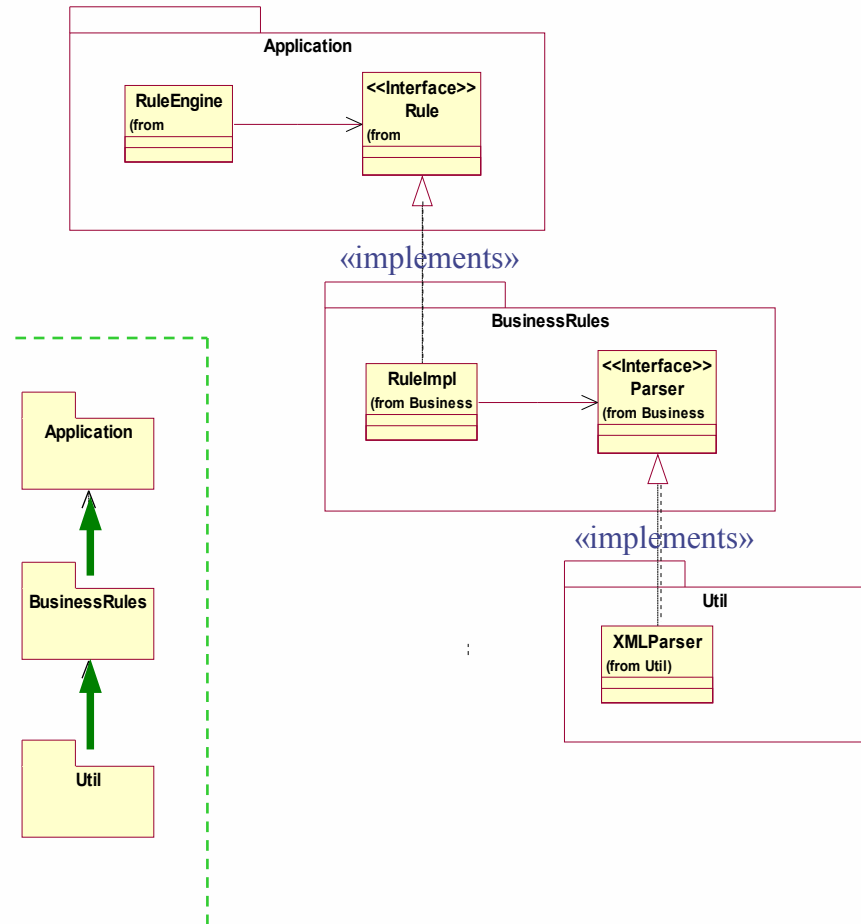 Application
RuleEngine
(from
<<Interface>>
Rule
(from
«implements»
BusinessRules
RuleImpl
(from Business
<<Interface>>
Parser
(from Business
«implements»
Util
XMLParser
(from Util)
Application
BusinessRules
Util